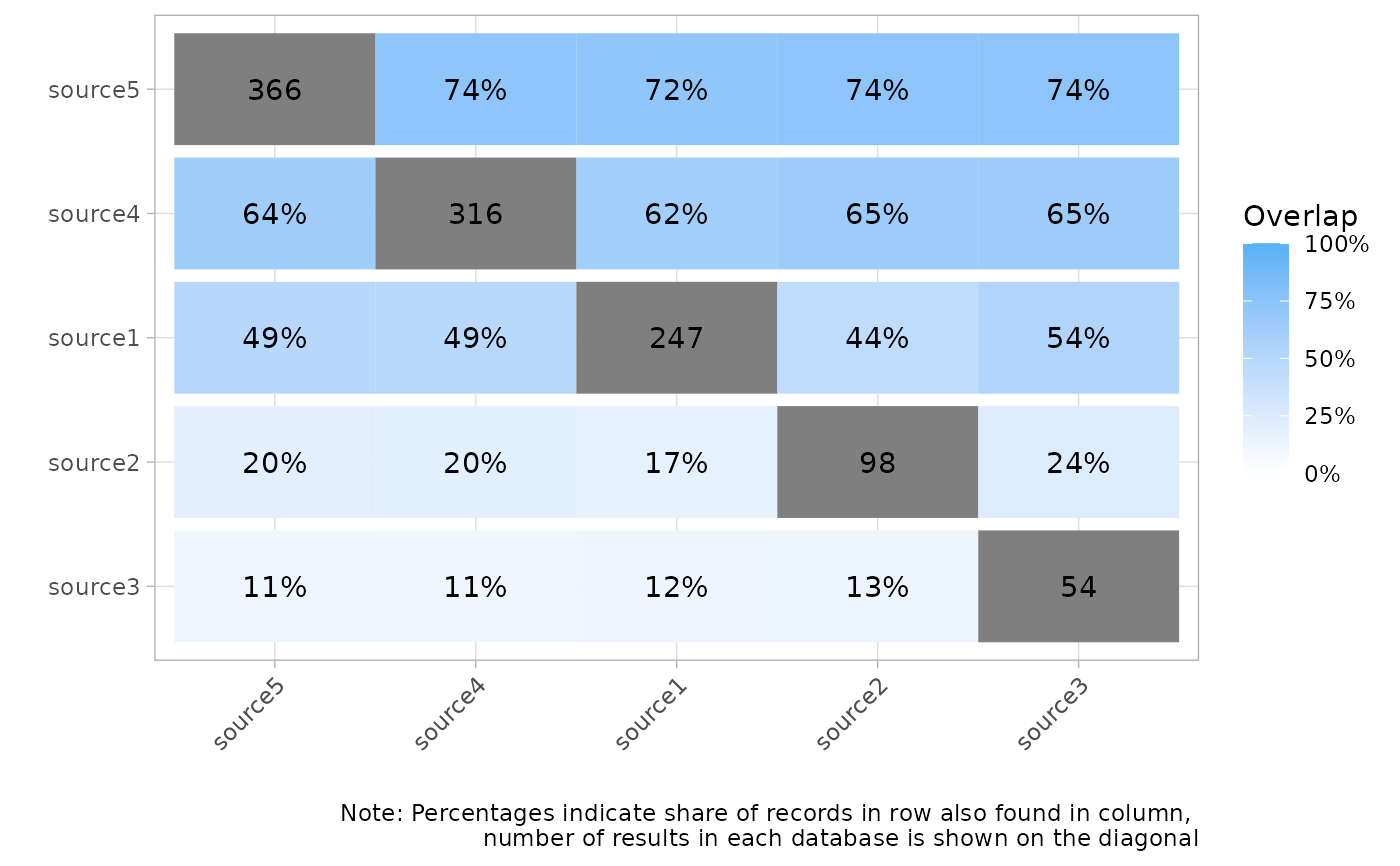 source5 366 74% 72% 74% 74%
source4 64% 316 62% 65% 65%
source1 49% 49% 247 44% 54%
source2 20% 20% 17% 98 24%
source3 11% 11% 12% 13% 54
source5 source4 source1 source2 source3
Overlap
100%
75%
50%
25%
0%
Note: Percentages indicate share of records in row also found in column,
number of results in each database is shown on the diagonal